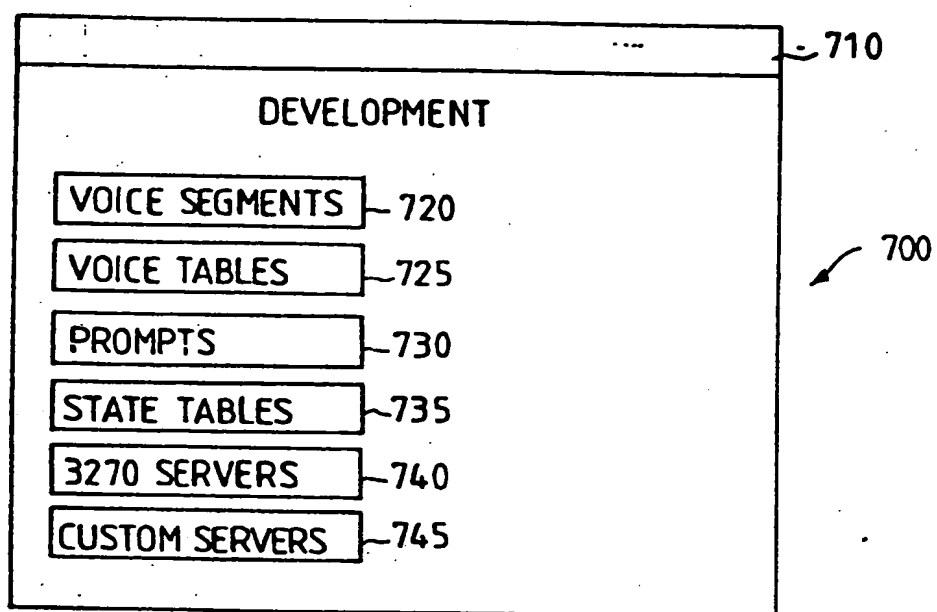 710
DEVELOPMENT
VOICE SEGMENTS 720
VOICE TABLES 725
700
PROMPTS 730
STATE TABLES 735
3270 SERVERS 740
CUSTOM SERVERS 745